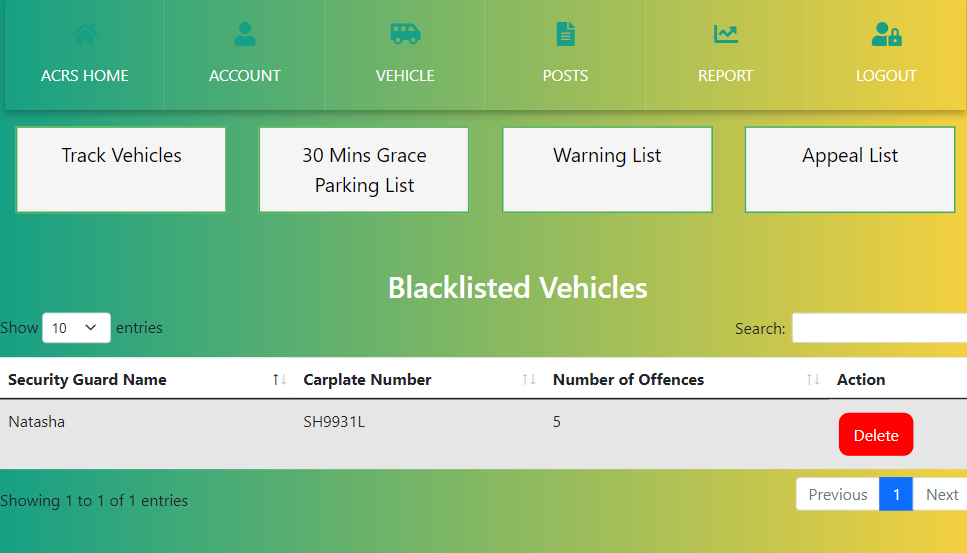 ACRS HOME ACCOUNT VEHICLE POSTS REPORT LOGOUT
Track Vehicles 30 Mins Grace Warning List Appeal List
Parking List
Blacklisted Vehicles
Show 10 entries Search:
Security Guard Name Carplate Number Number of Offences Action
Natasha SH9931L 5 Delete
Showing 1 to 1 of 1 entries Previous 1 Next